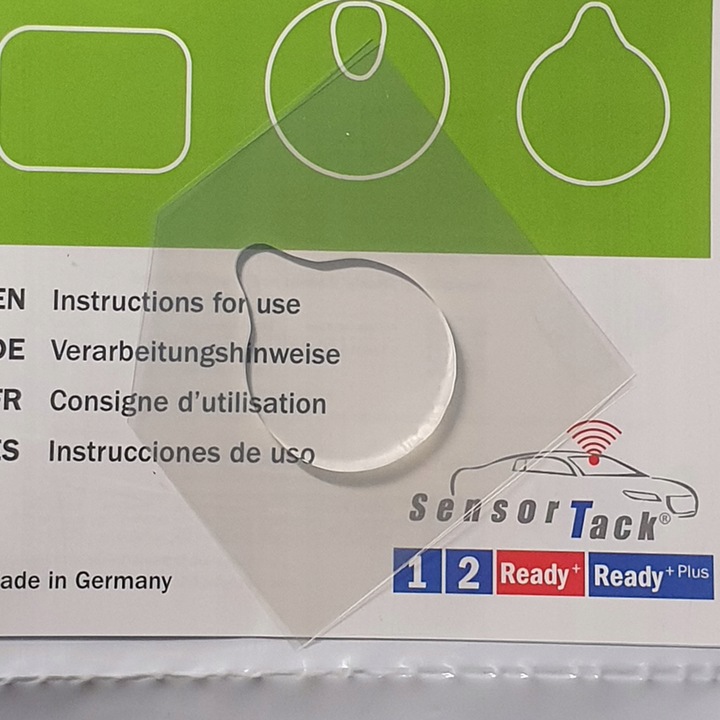 EN Instructions for use
DE Verarbeitungshinweise
FR Consigne d'utilisation
ES Instrucciones de uso
SensorTack®
ade in Germany
1 2 Ready+ Ready+Plus